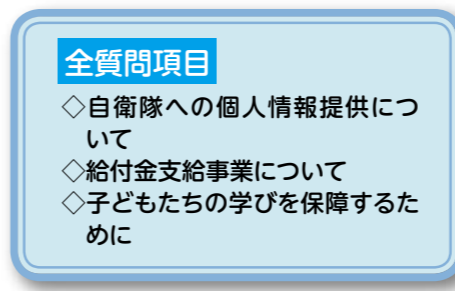 全質問項目
◇自衛隊への個人情報提供につ
いて
◇給付金支給事業について
◇子どもたちの学びを保障するた
めに